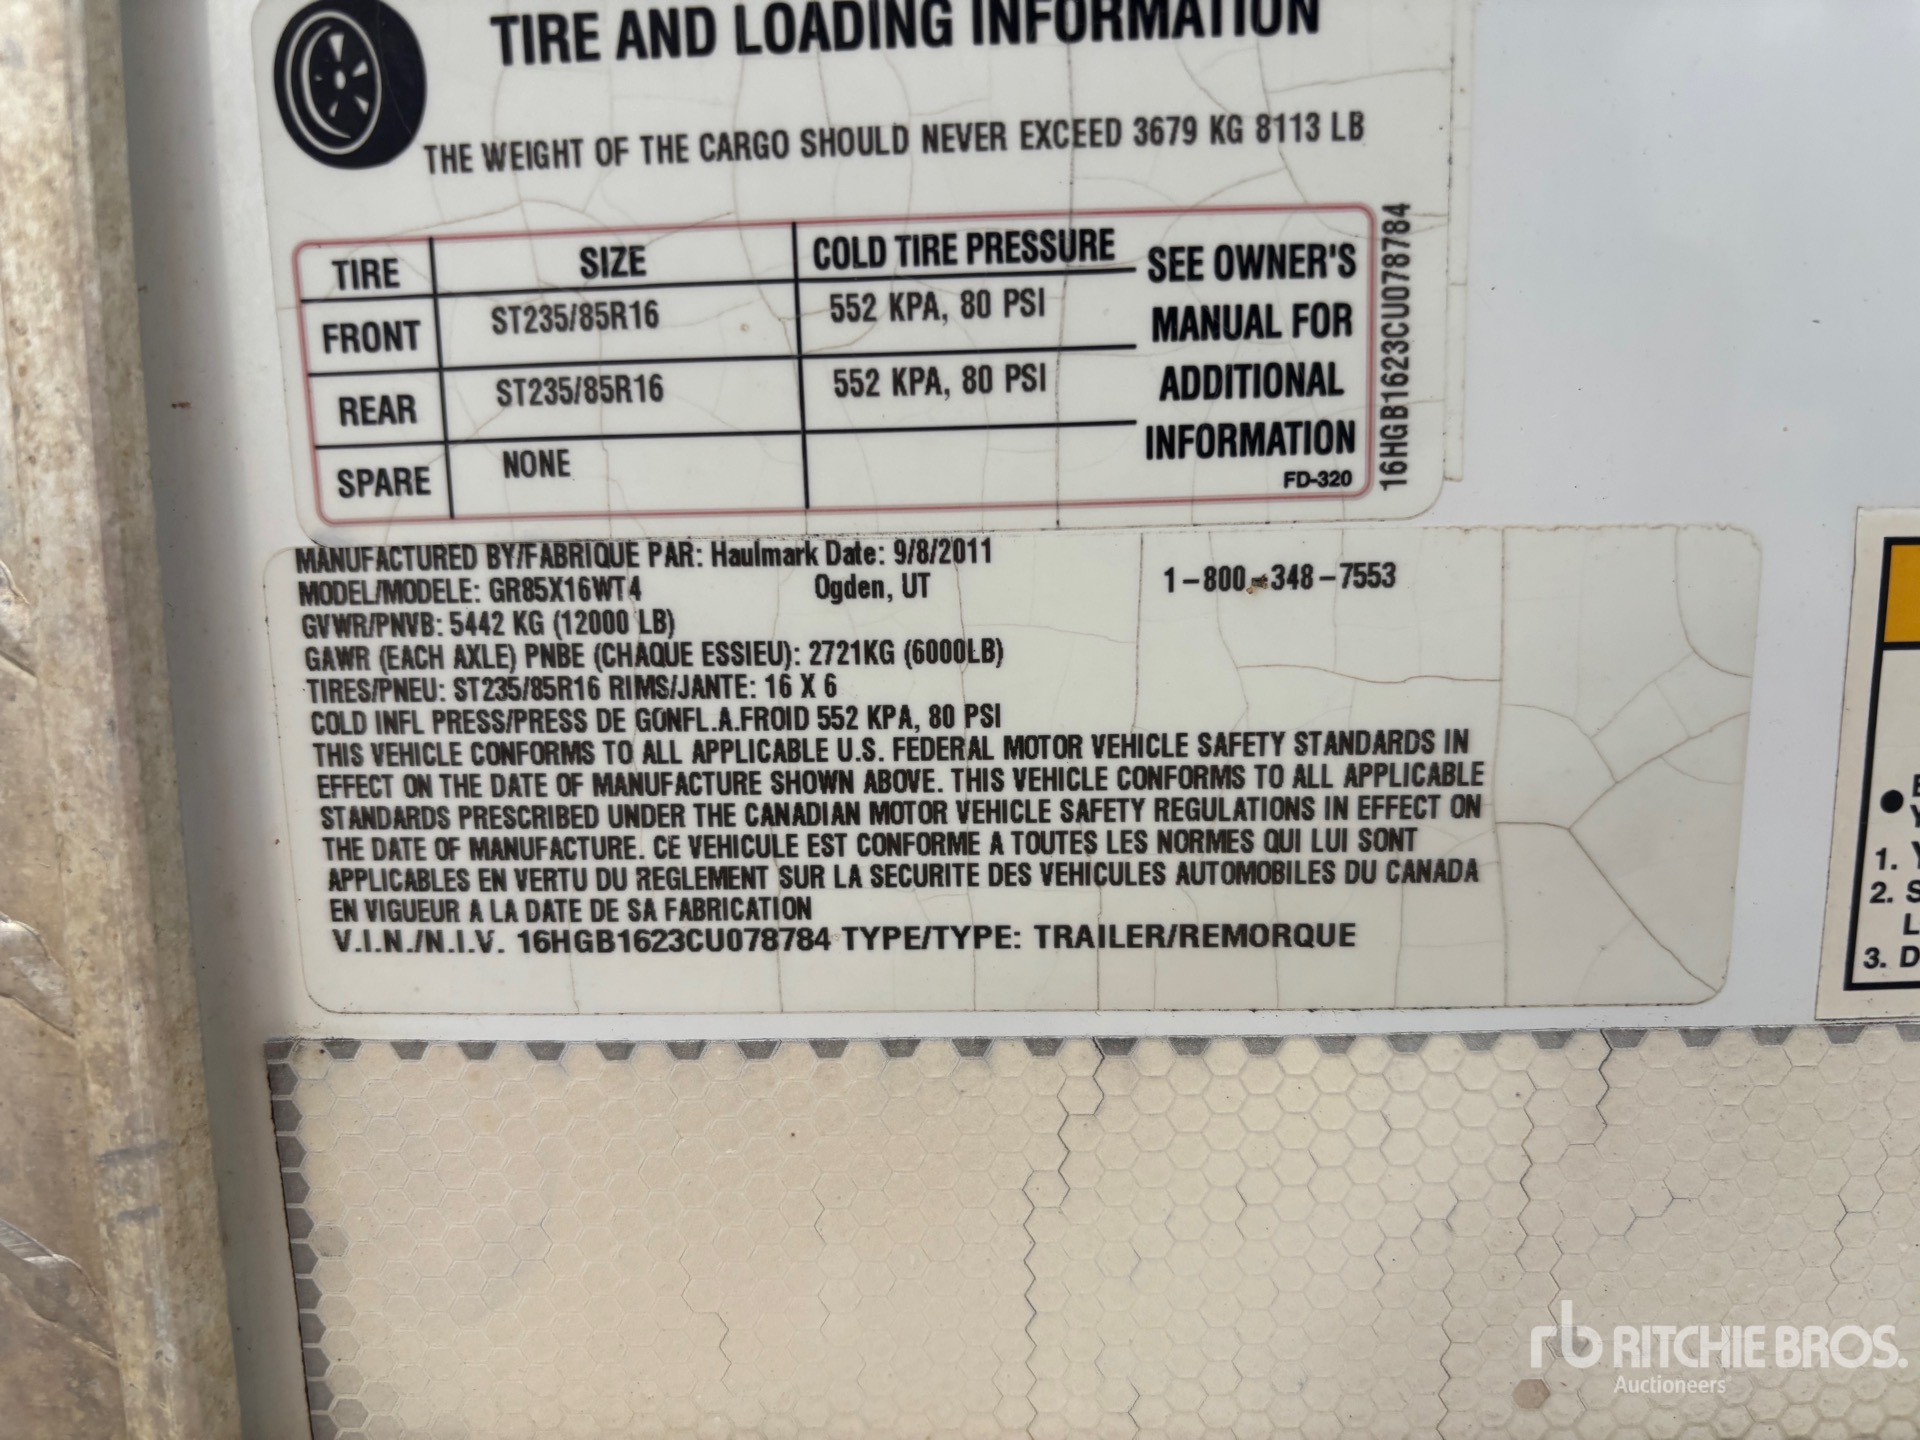 TIRE AND LOADING INFORMATION
THE WEIGHT OF THE CARGO SHOULD NEVER EXCEED 3679 KG 8113 LB
TIRE SIZE COLD TIRE PRESSURE
FRONT ST235/85R16 552 KPA, 80 PSI
REAR ST235/85R16 552 KPA, 80 PSI
SPARE NONE
SEE OWNER'S
MANUAL FOR
ADDITIONAL
INFORMATION
FD-320
16HGB1623CU078784
MANUFACTURED BY/FABRIQUE PAR: Haulmark Date: 9/8/2011
MODEL/MODELE: GR85X16WT4 Ogden, UT 1-800-348-7553
GVWR/PNVB: 5442 KG (12000 LB)
GAWR (EACH AXLE) PNBE (CHAQUE ESSIEU): 2721KG (6000LB)
TIRES/PNEU: ST235/85R16 RIMS/JANTE: 16 X 6
COLD INFL PRESS/PRESS DE GONFL.A.FROID 552 KPA, 80 PSI
THIS VEHICLE CONFORMS TO ALL APPLICABLE U.S. FEDERAL MOTOR VEHICLE SAFETY STANDARDS IN
EFFECT ON THE DATE OF MANUFACTURE SHOWN ABOVE. THIS VEHICLE CONFORMS TO ALL APPLICABLE
STANDARDS PRESCRIBED UNDER THE CANADIAN MOTOR VEHICLE SAFETY REGULATIONS IN EFFECT ON
THE DATE OF MANUFACTURE. CE VEHICULE EST CONFORME A TOUTES LES NORMES QUI LUI SONT
APPLICABLES EN VERTU DU REGLEMENT SUR LA SECURITE DES VEHICULES AUTOMOBILES DU CANADA
EN VIGUEUR A LA DATE DE SA FABRICATION
V.I.N./N.I.V. 16HGB1623CU078784 TYPE/TYPE: TRAILER/REMORQUE
1.
2. S
L
3. D
rb RITCHIE BROS.
Auctioneers